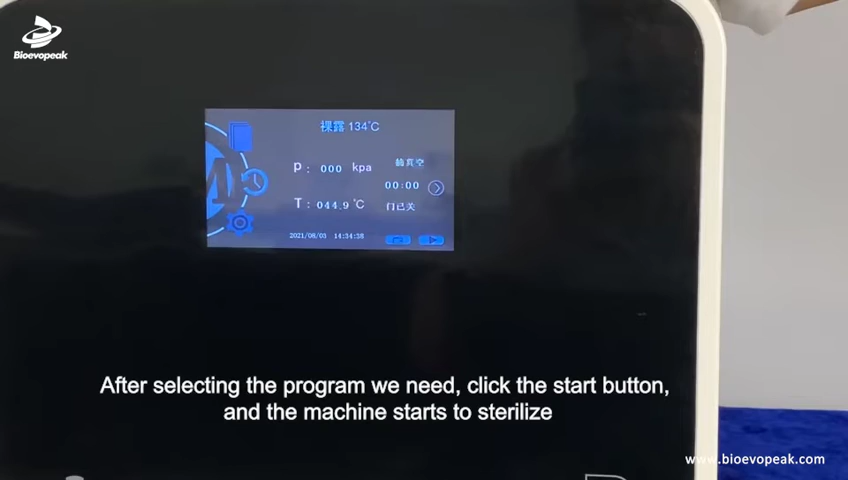 Bioevopeak
裸露 134℃
P: 000 kpa
前真空
00:00
T: 044.9 ℃
门已关
2021/08/03 14:34:38
After selecting the program we need, click the start button,
and the machine starts to sterilize
www.bioevopeak.com